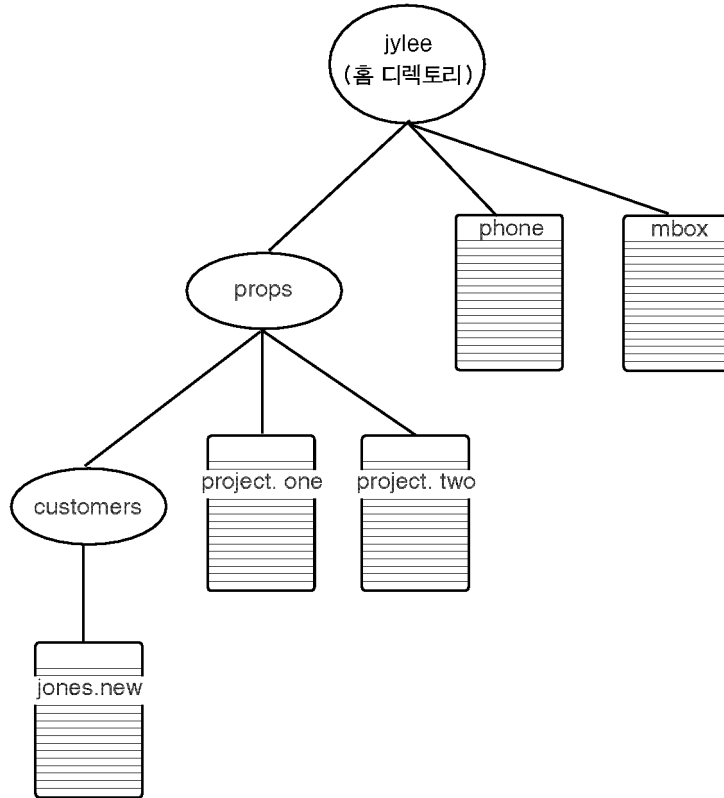 jylee
(홈 디렉토리)
phone
mbox
props
project. one
project. two
customers
jones.new